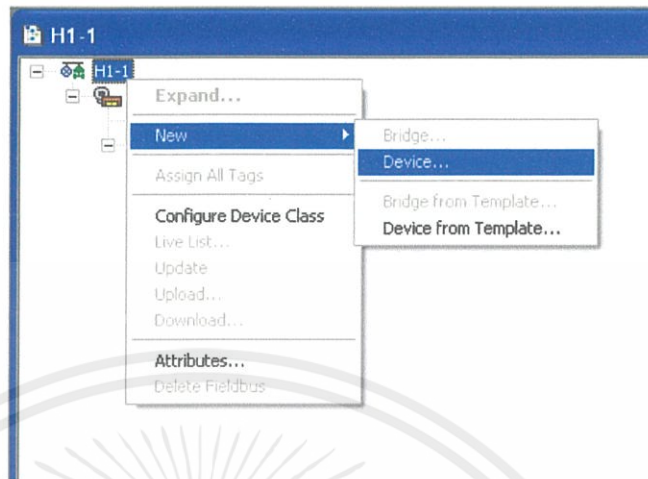 H1-1
H1-1
Expand...
New
Assign All Tags
Configure Device Class
Live List...
Update
Upload...
Download...
Attributes...
Delete Fieldbus
Bridge...
Device...
Bridge from Template...
Device from Template...